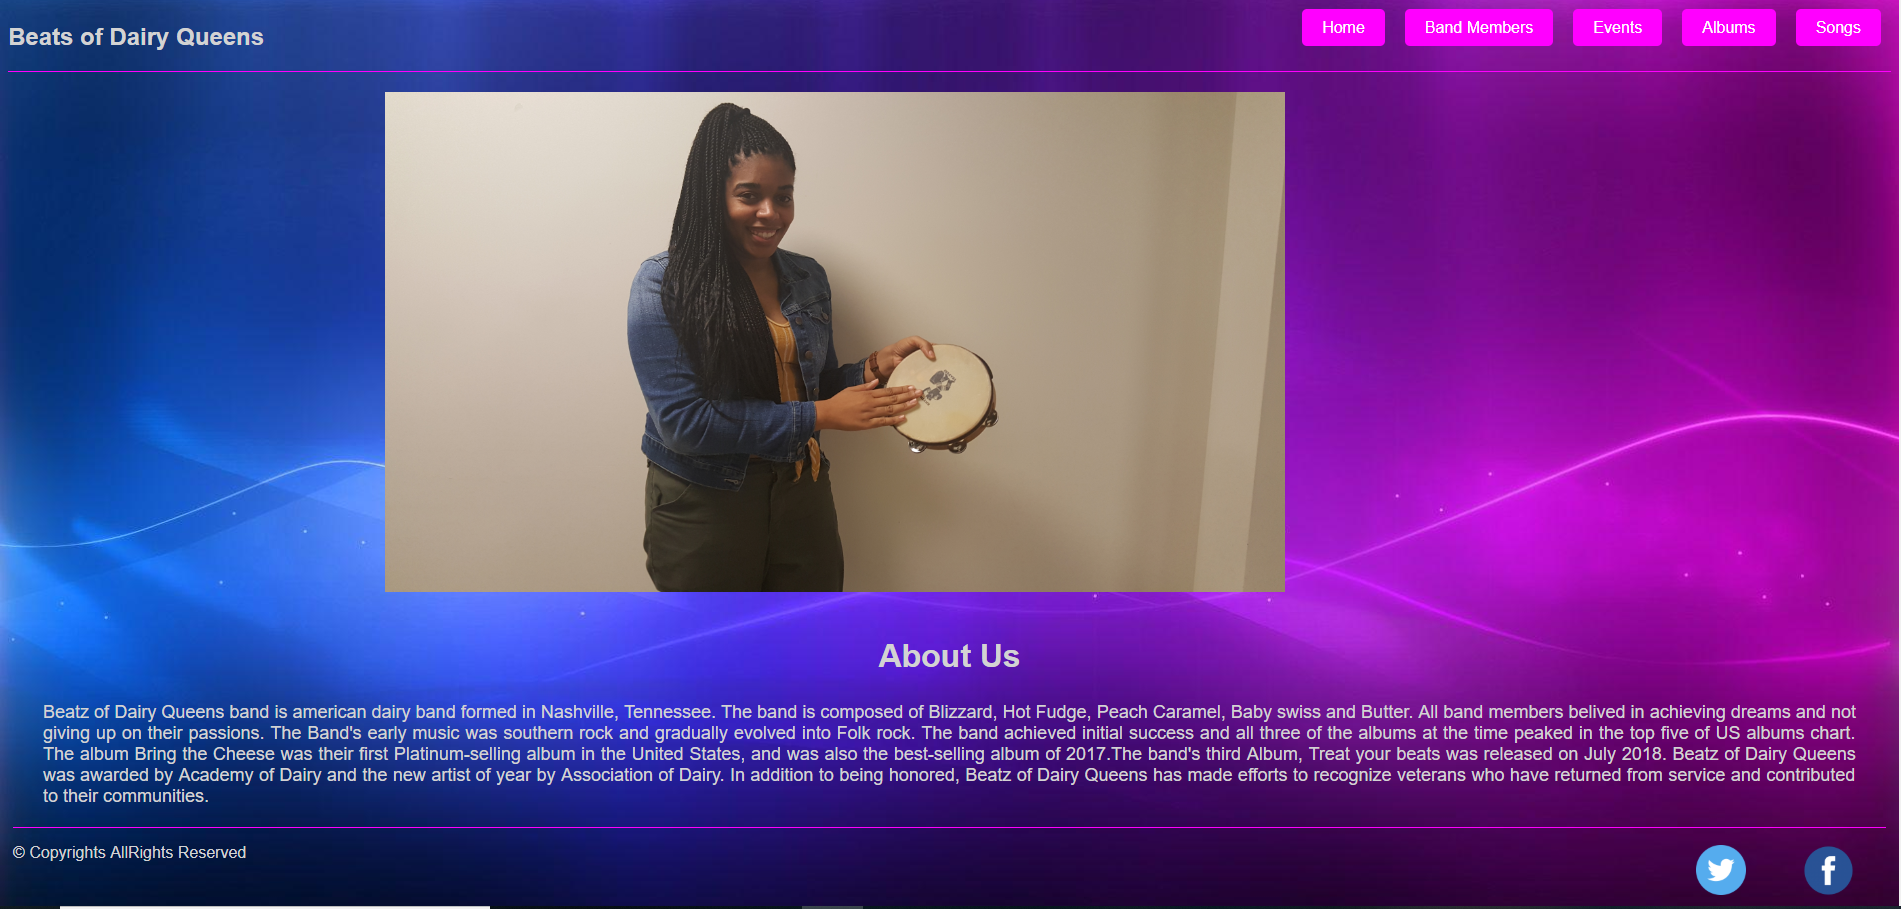 Beats of Dairy Queens
Home
Band Members
Events
Albums
Songs
About Us
Beatz of Dairy Queens band is american dairy band formed in Nashville, Tennessee. The band is composed of Blizzard, Hot Fudge, Peach Caramel, Baby swiss and Butter. All band members belived in achieving dreams and not
giving up on their passions. The Band's early music was southern rock and gradually evolved into Folk rock. The band achieved initial success and all three of the albums at the time peaked in the top five of US albums chart.
The album Bring the Cheese was their first Platinum-selling album in the United States, and was also the best-selling album of 2017.The band's third Album, Treat your beats was released on July 2018. Beatz of Dairy Queens
was awarded by Academy of Dairy and the new artist of year by Association of Dairy. In addition to being honored, Beatz of Dairy Queens has made efforts to recognize veterans who have returned from service and contributed
to their communities.
© Copyrights AllRights Reserved